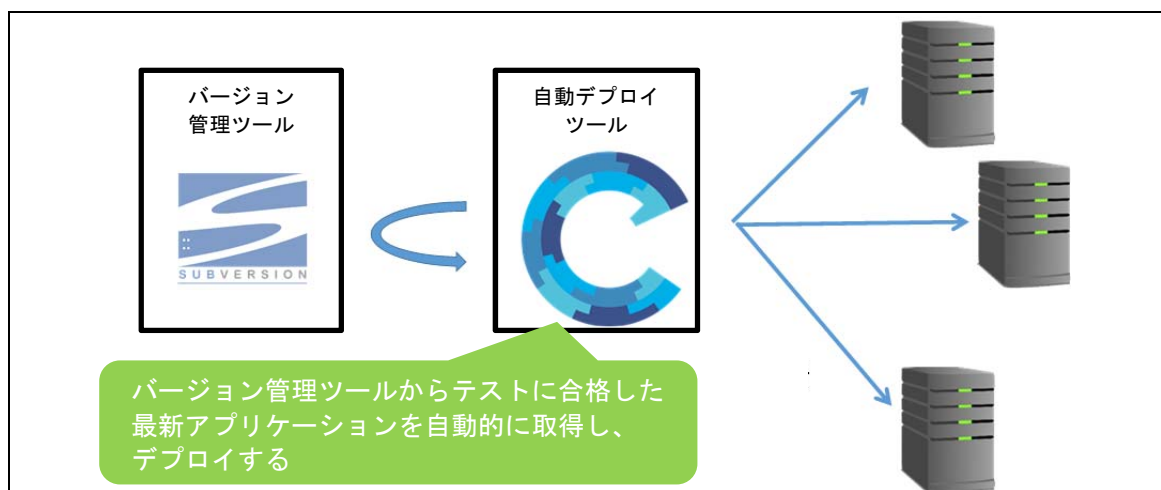 バージョン
管理ツール
SUBVERSION
自動デプロイ
ツール
バージョン管理ツールからテストに合格した
最新アプリケーションを自動的に取得し、
デプロイする